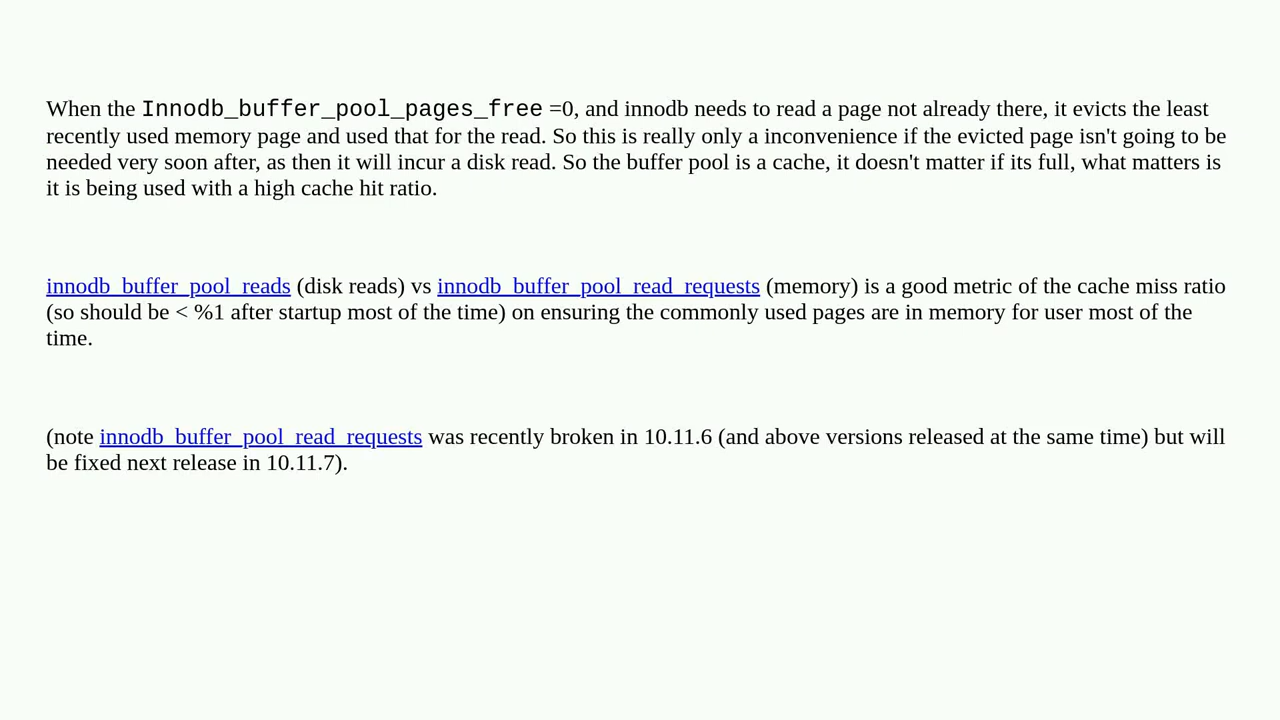 When the Innodb_buffer_pool_pages_free =0, and innodb needs to read a page not already there, it evicts the least
recently used memory page and used that for the read. So this is really only a inconvenience if the evicted page isn't going to be
needed very soon after, as then it will incur a disk read. So the buffer pool is a cache, it doesn't matter if its full, what matters is
it is being used with a high cache hit ratio.
innodb_buffer_pool_reads (disk reads) vs innodb_buffer_pool_read_requests (memory) is a good metric of the cache miss ratio
(so should be < %1 after startup most of the time) on ensuring the commonly used pages are in memory for user most of the
time.
(note innodb_buffer_pool_read_requests was recently broken in 10.11.6 (and above versions released at the same time) but will
be fixed next release in 10.11.7).